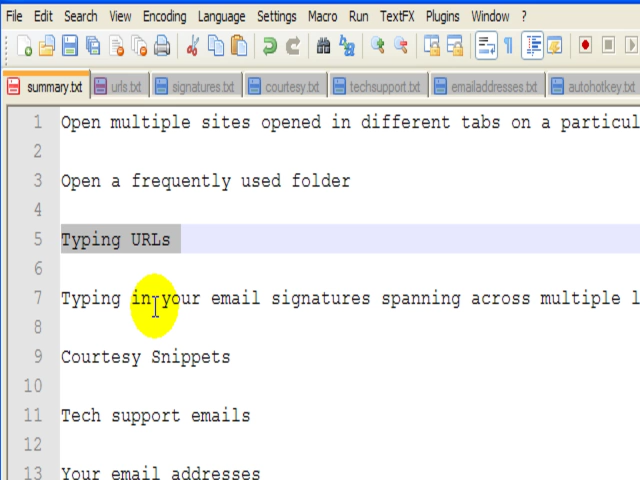 File Edit Search View Encoding Language Settings Macro Run TextFX Plugins Window ?
summary.txt urls.txt signatures.txt courtesy.txt techsupport.txt emailaddresses.txt autohotkey.txt
1 Open multiple sites opened in different tabs on a particul
2
3 Open a frequently used folder
4
5 Typing URLs
6
7 Typing in your email signatures spanning across multiple l
8
9 Courtesy Snippets
10
11 Tech support emails
12
13 Your email addresses